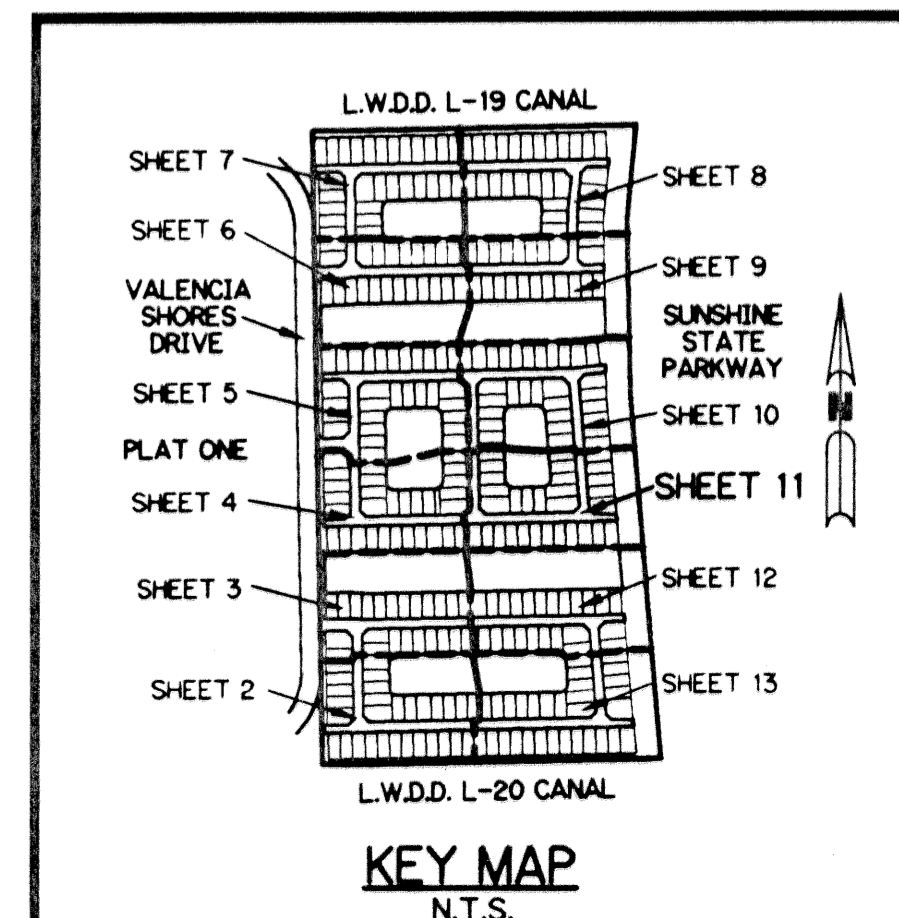 L.W.D.D. L-19 CANAL
SHEET 7
SHEET 8
SHEET 6
SHEET 9
VALENCIA
SHORES
DRIVE
SUNSHINE
STATE
PARKWAY
N
SHEET 5
SHEET 10
PLAT ONE
SHEET 11
SHEET 4
SHEET 3
SHEET 12
SHEET 2
SHEET 13
L.W.D.D. L-20 CANAL
KEY MAP
N.T.S.